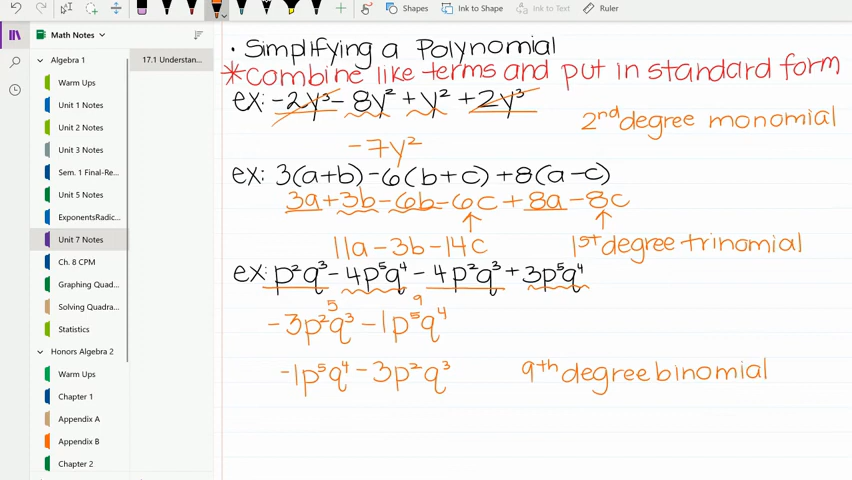 Shapes
Ink to Shape
Ink to Text
Ruler
Math Notes
Algebra 1
Warm Ups
Unit 1 Notes
Unit 2 Notes
Unit 3 Notes
Sem. 1 Final-Re...
Unit 5 Notes
ExponentsRadic...
Unit 7 Notes
Ch. 8 CPM
Graphing Quad...
Solving Quadra...
Statistics
Honors Algebra 2
Warm Ups
Chapter 1
Appendix A
Appendix B
Chapter 2
17.1 Understan...
• Simplifying a Polynomial
*Combine like terms and put in standard form
ex: -2y³ - 8y² + y² + 2y³
2nd degree monomial
-7y²
ex: 3(a+b) - 6(b+c) + 8(a-c)
3a + 3b - 6b - 6c + 8a - 8c
11a - 3b - 14c
1st degree trinomial
ex: p²q³ - 4p⁵q⁴ - 4p²q³ + 3p⁵q⁴
5 9
-3p²q³ - 1p⁵q⁴
-1p⁵q⁴ - 3p²q³
9th degree binomial